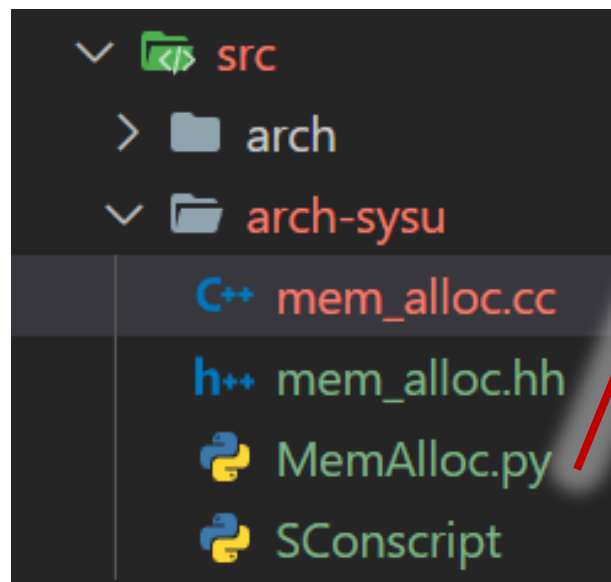 src
arch
arch-sysu
C++ mem_alloc.cc
h++ mem_alloc.hh
MemAlloc.py
SConscript